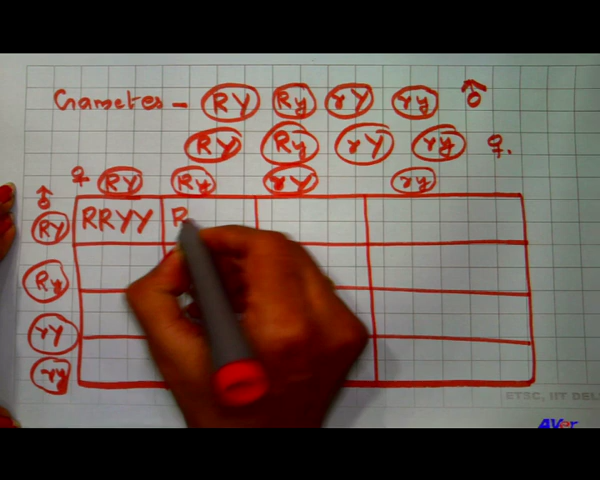 Gametes - RY Ry rY ry ♂
RY Ry rY ry ♀.
♀ RY Ry rY ry
♂
RY RRYY R
Ry
rY
ry
ETSC, IIT DEL
AVer